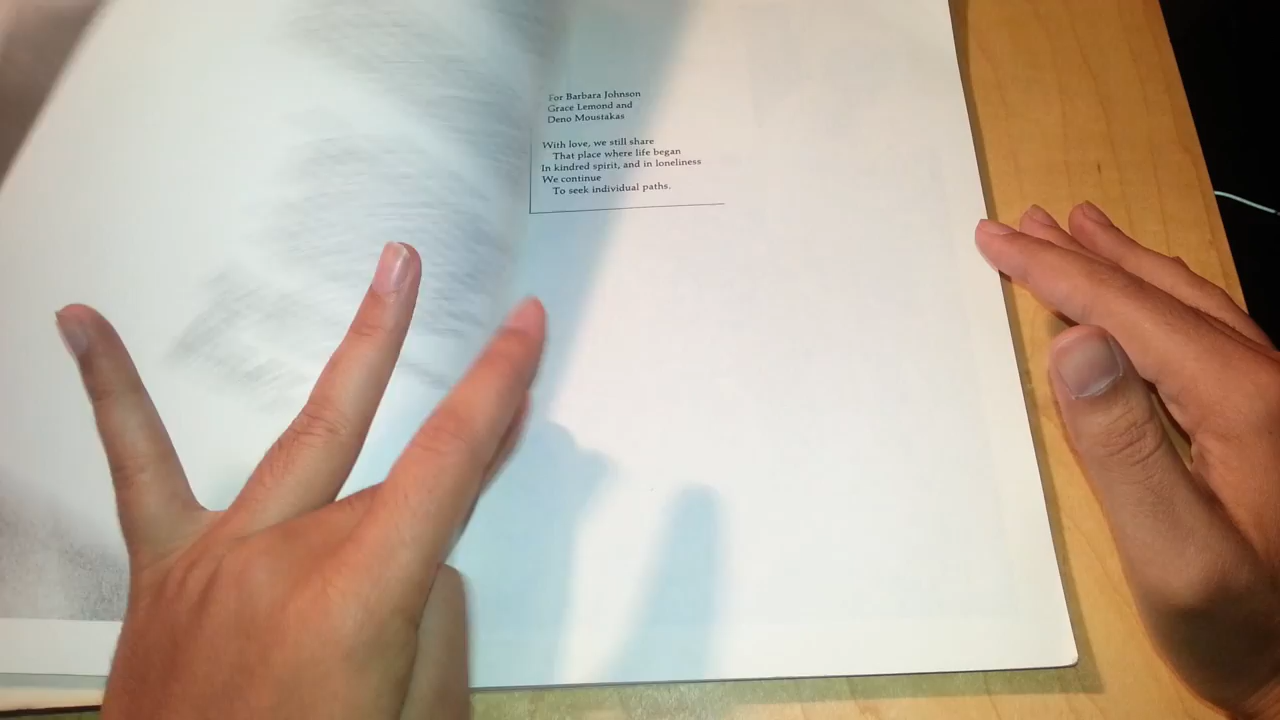 For Barbara Johnson
Grace Lemond and
Deno Moustakas
With love, we still share
That place where life began
In kindred spirit, and in loneliness
We continue
To seek individual paths.